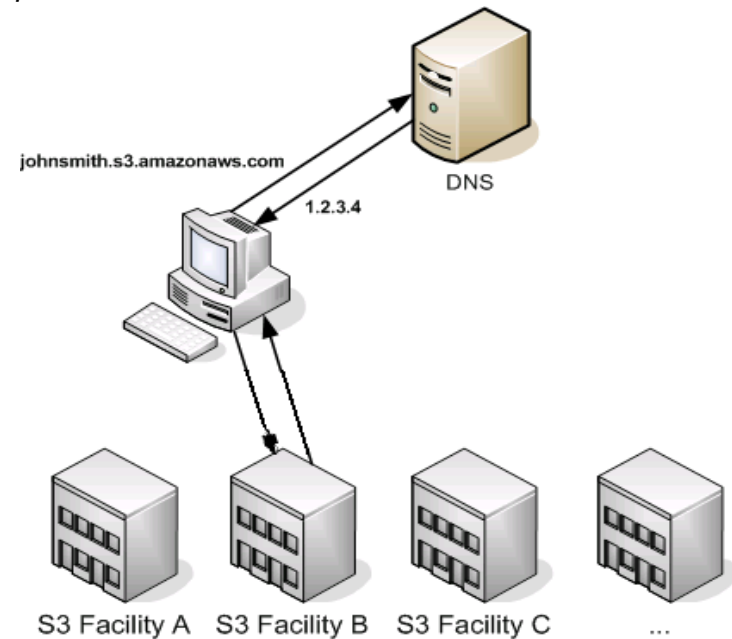 DNS
johnsmith.s3.amazonaws.com
1.2.3.4
S3 Facility A
S3 Facility B
S3 Facility C
...